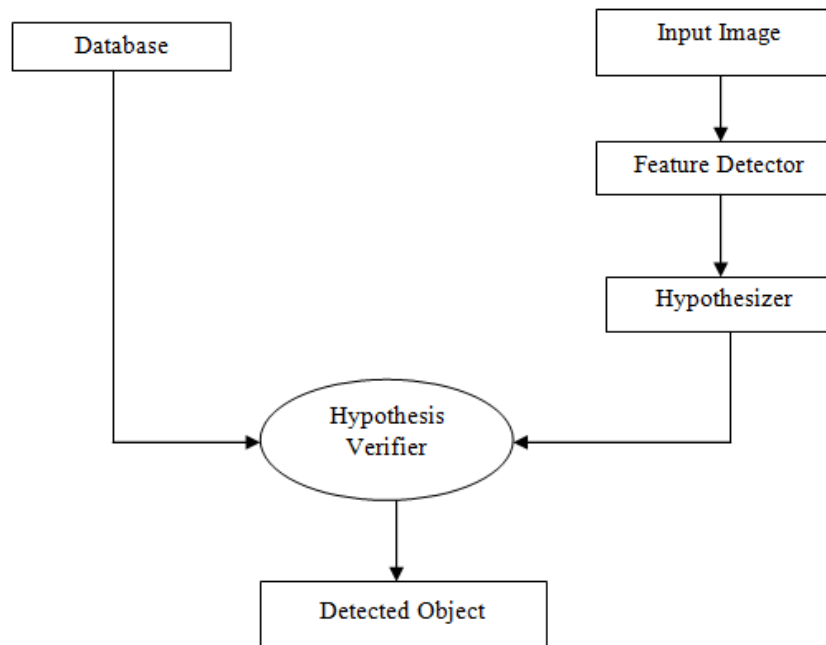 Database
Input Image
Feature Detector
Hypothesizer
Hypothesis
Verifier
Detected Object